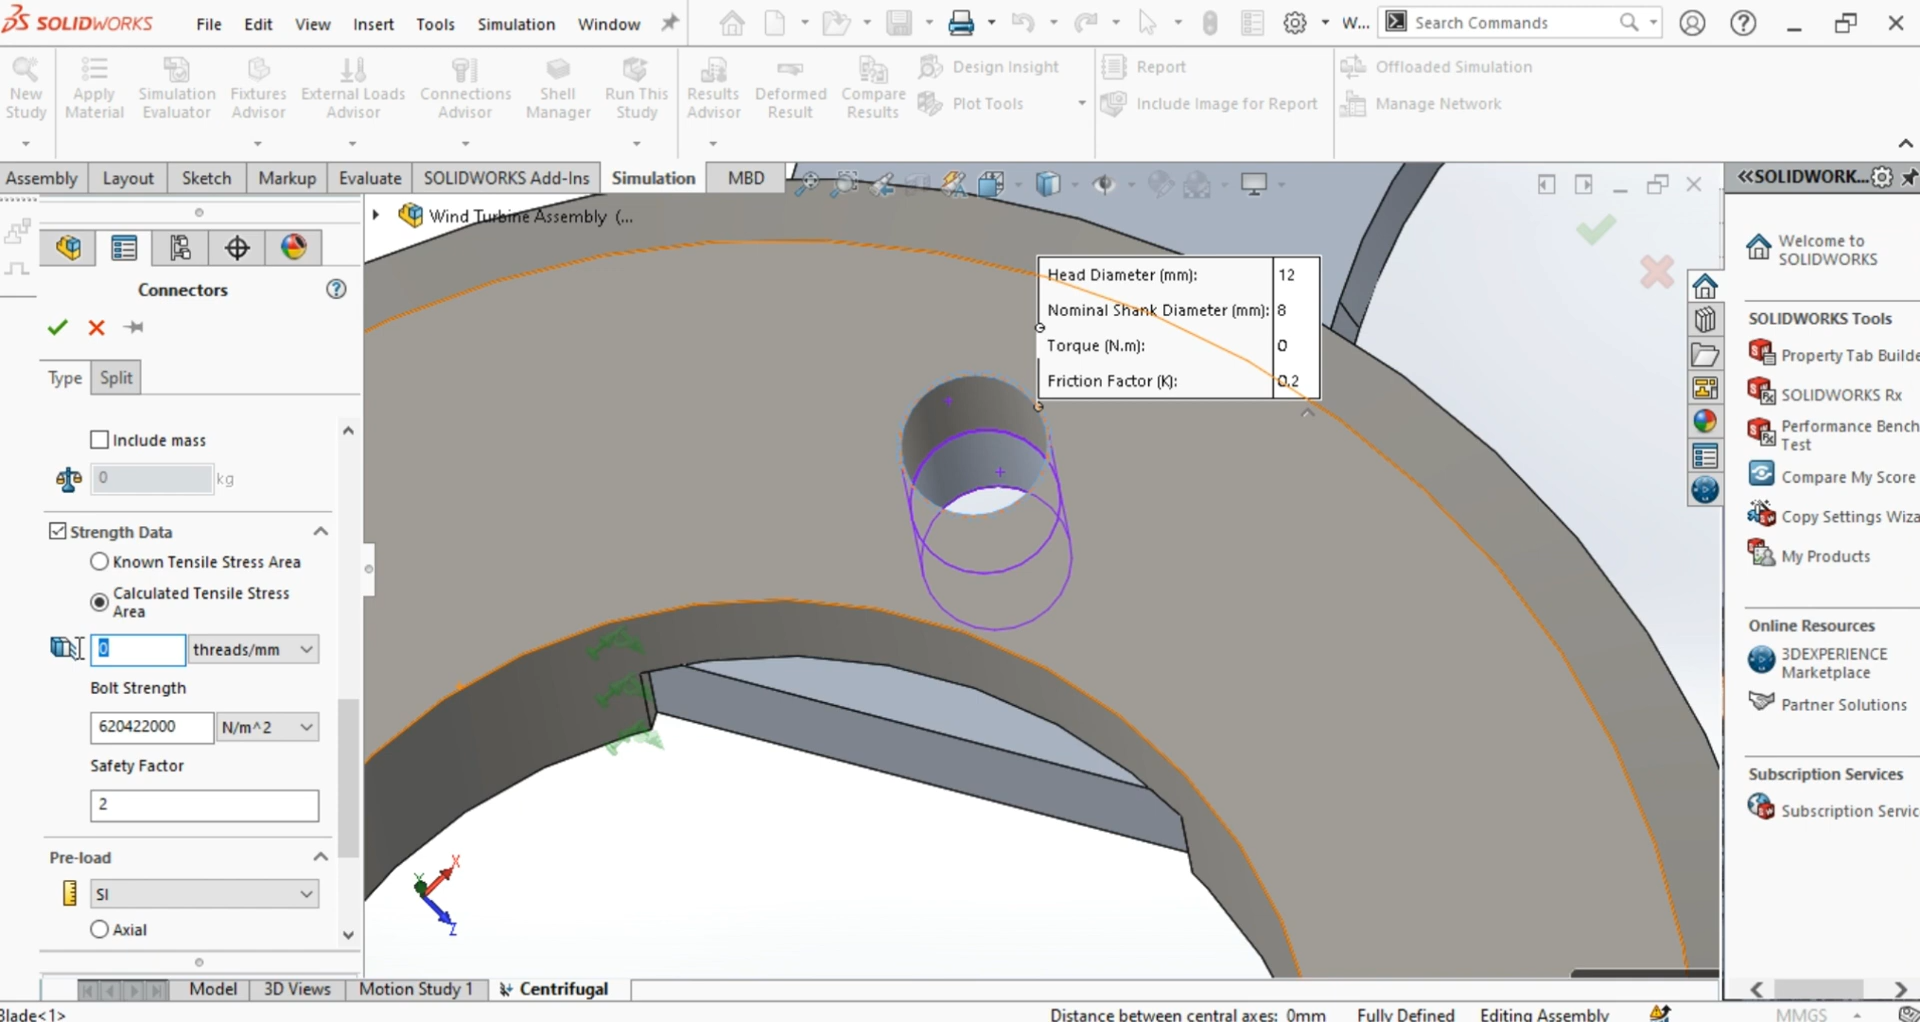 SOLIDWORKS File Edit View Insert Tools Simulation Window W... Search Commands
New Study
Apply Material
Simulation Evaluator
Fixtures Advisor
External Loads Advisor
Connections Advisor
Shell Manager
Run This Study
Results Advisor
Deformed Result
Compare Results
Design Insight
Plot Tools
Report
Include Image for Report
Offloaded Simulation
Manage Network
Assembly Layout Sketch Markup Evaluate SOLIDWORKS Add-Ins Simulation MBD
Wind Turbine Assembly (...
Connectors
Type Split
Include mass
0 kg
Strength Data
Known Tensile Stress Area
Calculated Tensile Stress
Area
0 threads/mm
Bolt Strength
620422000 N/m^2
Safety Factor
2
Pre-load
SI
Axial
Head Diameter (mm): 12
Nominal Shank Diameter (mm): 8
Torque (N.m): 0
Friction Factor (K): 0.2
X
Y
Z
«SOLIDWORK...
Welcome to
SOLIDWORKS
SOLIDWORKS Tools
Property Tab Builde
SOLIDWORKS Rx
Performance Bench
Test
Compare My Score
Copy Settings Wiza
My Products
Online Resources
3DEXPERIENCE
Marketplace
Partner Solutions
Subscription Services
Subscription Servic
Model 3D Views Motion Study 1 Centrifugal
Blade<1> Distance between central axes: 0mm Fully Defined Editing Assembly MMGS